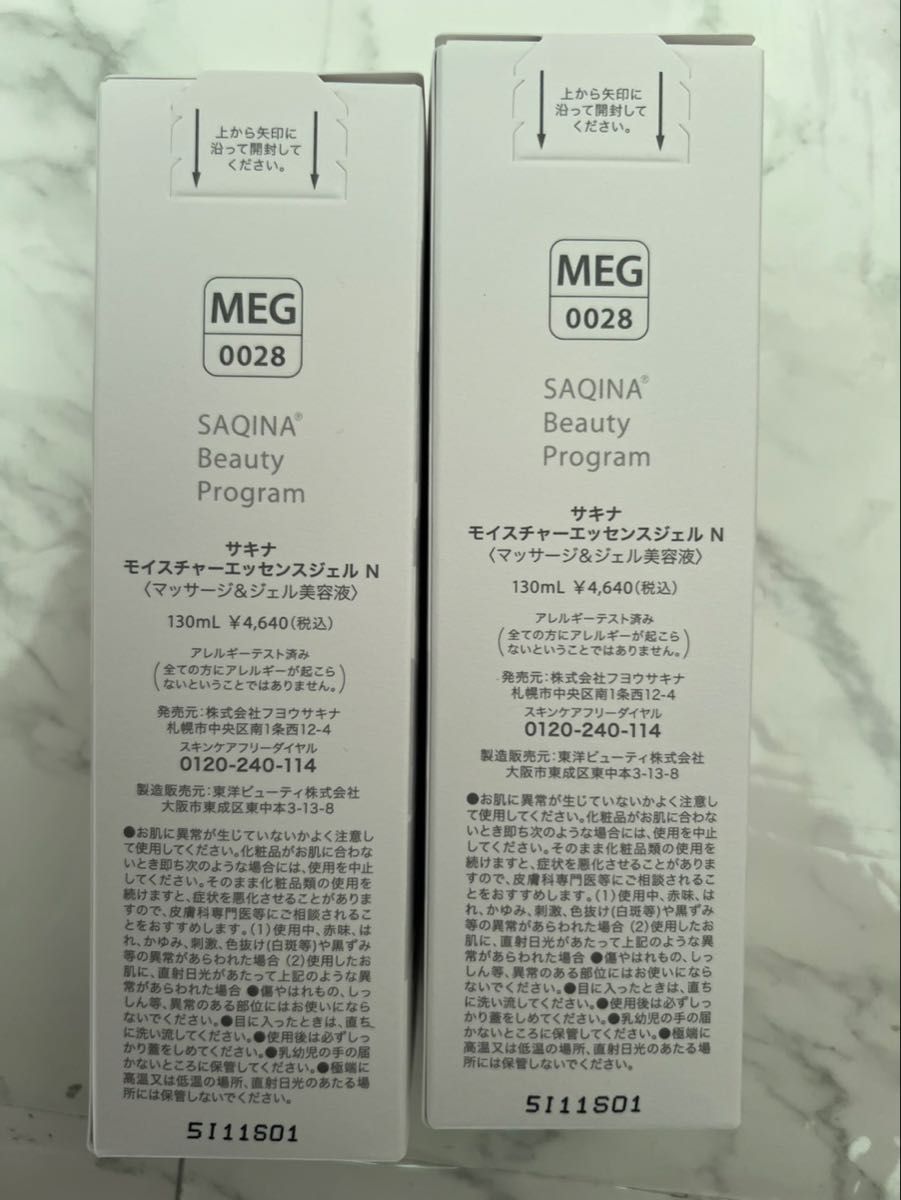 上から矢印に
沿って開封して
ください。
MEG
0028
SAQINA®
Beauty
Program
サキナ
モイスチャーエッセンスジェル N
〈マッサージ&ジェル美容液〉
130mL ¥4,640(税込)
アレルギーテスト済み
(全ての方にアレルギーが起こら
ないということではありません。)
発売元:株式会社フヨウサキナ
札幌市中央区南1条西12-4
スキンケアフリーダイヤル
0120-240-114
製造販売元:東洋ビューティ株式会社
大阪市東成区東中本3-13-8
●お肌に異常が生じていないかよく注意し
て使用してください。化粧品がお肌に合わな
いとき即ち次のような場合には、使用を中止
してください。そのまま化粧品類の使用を
続けますと、症状を悪化させることがありま
すので、皮膚科専門医等にご相談されるこ
とをおすすめします。(1)使用中、赤味、は
れ、かゆみ、刺激、色抜け(白斑等)や黒ずみ
等の異常があらわれた場合 (2)使用したお
肌に、直射日光があたって上記のような異
常があらわれた場合 ●傷やはれもの、しっ
しん等、異常のある部位にはお使いになら
ないでください。●目に入ったときは、直ち
に洗い流してください。●使用後は必ずしっ
かり蓋をしめてください。●乳幼児の手の届
かないところに保管してください。●極端に
高温又は低温の場所、直射日光のあたる場
所には保管しないでください。
5I11S01
上から矢印に
沿って開封して
ください。
MEG
0028
SAQINA®
Beauty
Program
サキナ
モイスチャーエッセンスジェル N
〈マッサージ&ジェル美容液〉
130mL ¥4,640(税込)
アレルギーテスト済み
(全ての方にアレルギーが起こら
ないということではありません。)
発売元:株式会社フヨウサキナ
札幌市中央区南1条西12-4
スキンケアフリーダイヤル
0120-240-114
製造販売元:東洋ビューティ株式会社
大阪市東成区東中本3-13-8
●お肌に異常が生じていないかよく注意し
て使用してください。化粧品がお肌に合わな
いとき即ち次のような場合には、使用を中止
してください。そのまま化粧品類の使用を
続けますと、症状を悪化させることがありま
すので、皮膚科専門医等にご相談されるこ
とをおすすめします。(1)使用中、赤味、は
れ、かゆみ、刺激、色抜け(白斑等)や黒ずみ
等の異常があらわれた場合 (2)使用したお
肌に、直射日光があたって上記のような異
常があらわれた場合 ●傷やはれもの、しっ
しん等、異常のある部位にはお使いになら
ないでください。●目に入ったときは、直ち
に洗い流してください。●使用後は必ずしっ
かり蓋をしめてください。●乳幼児の手の届
かないところに保管してください。●極端に
高温又は低温の場所、直射日光のあたる場
所には保管しないでください。
5I11S01